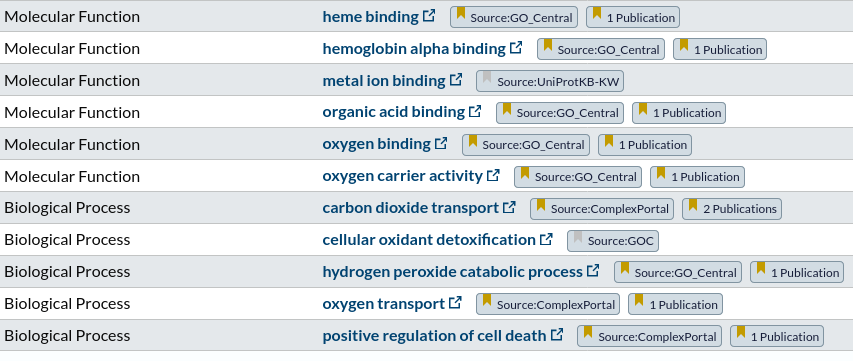 Molecular Function heme binding Source:GO_Central 1 Publication
Molecular Function hemoglobin alpha binding Source:GO_Central 1 Publication
Molecular Function metal ion binding Source:UniProtKB-KW
Molecular Function organic acid binding Source:GO_Central 1 Publication
Molecular Function oxygen binding Source:GO_Central 1 Publication
Molecular Function oxygen carrier activity Source:GO_Central 1 Publication
Biological Process carbon dioxide transport Source:ComplexPortal 2 Publications
Biological Process cellular oxidant detoxification Source:GOC
Biological Process hydrogen peroxide catabolic process Source:GO_Central 1 Publication
Biological Process oxygen transport Source:ComplexPortal 1 Publication
Biological Process positive regulation of cell death Source:ComplexPortal 1 Publication